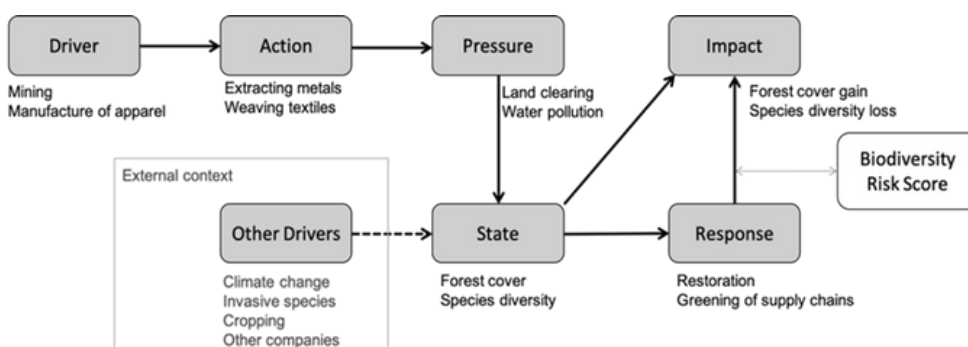 Driver
Action
Pressure
Impact
Mining
Manufacture of apparel
Extracting metals
Weaving textiles
Land clearing
Water pollution
Forest cover gain
Species diversity loss
Biodiversity
Risk Score
External context
Other Drivers
State
Response
Climate change
Invasive species
Cropping
Other companies
Forest cover
Species diversity
Restoration
Greening of supply chains